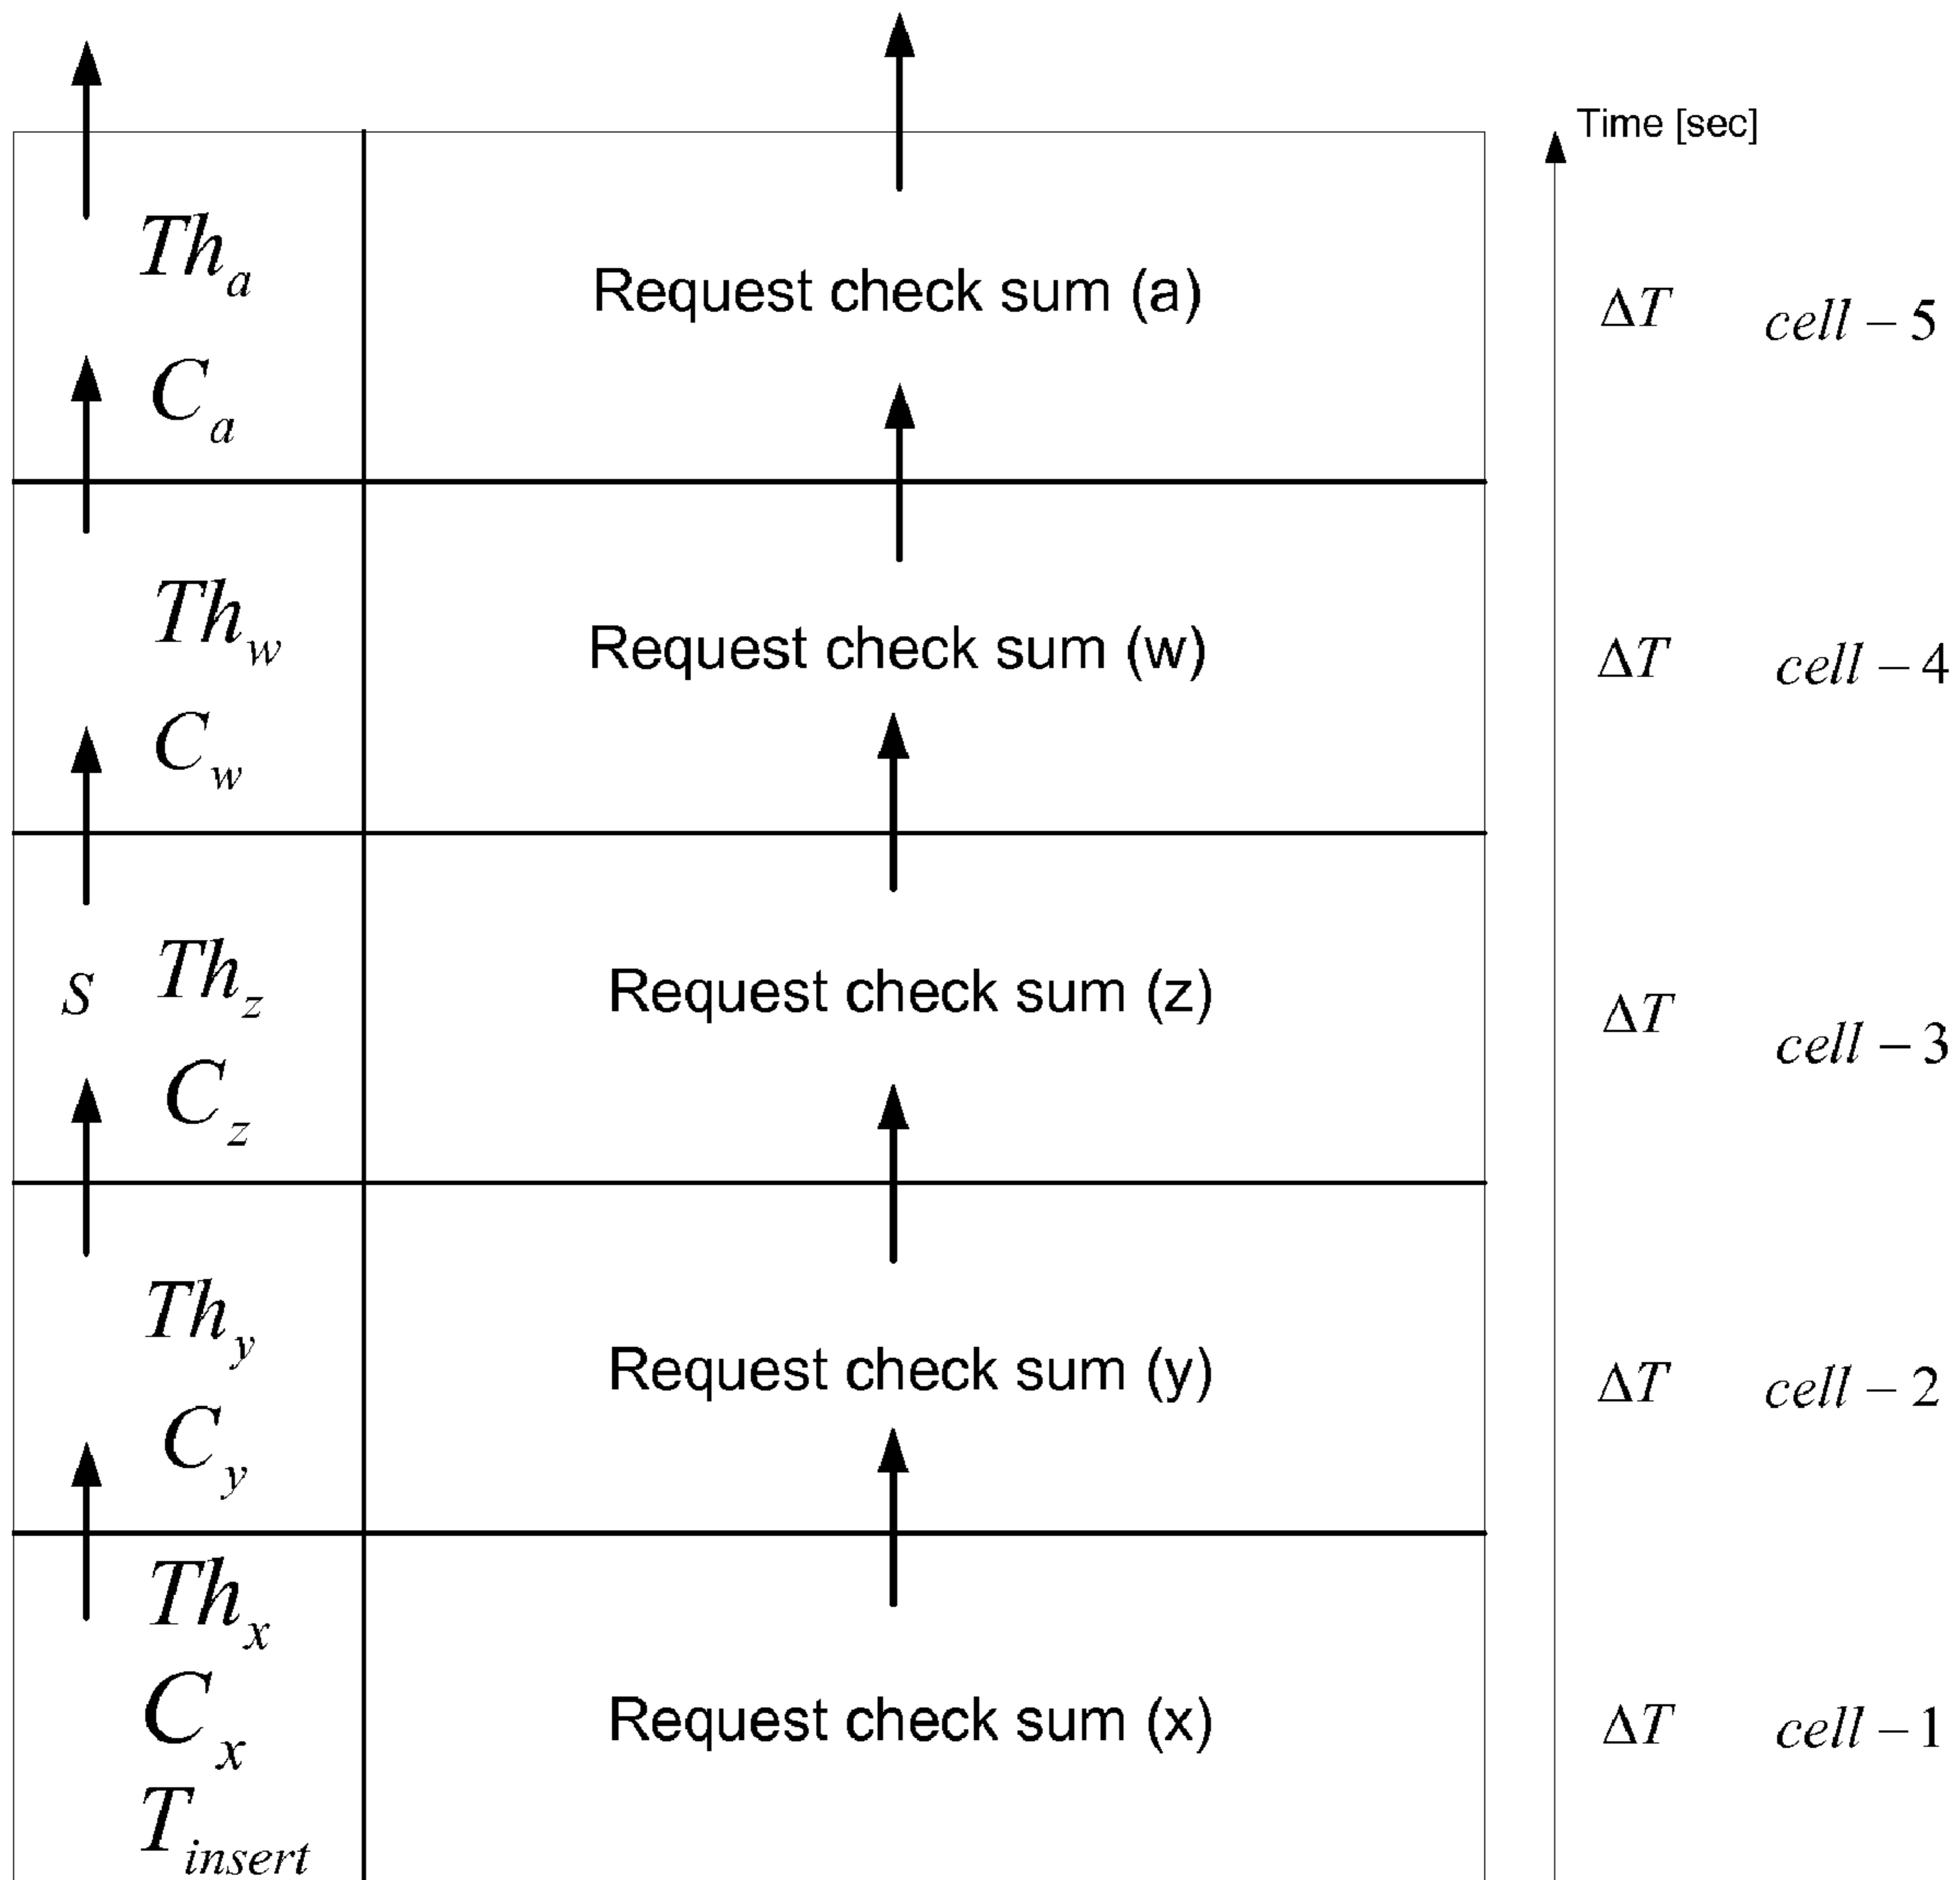 Time [sec]
Th_a
Request check sum (a)
ΔT
cell – 5
C_a
Th_w
Request check sum (w)
ΔT
cell – 4
C_w
S
Th_z
Request check sum (z)
ΔT
cell – 3
C_z
Th_y
Request check sum (y)
ΔT
cell – 2
C_y
Th_x
C_x
Request check sum (x)
ΔT
cell – 1
T_insert